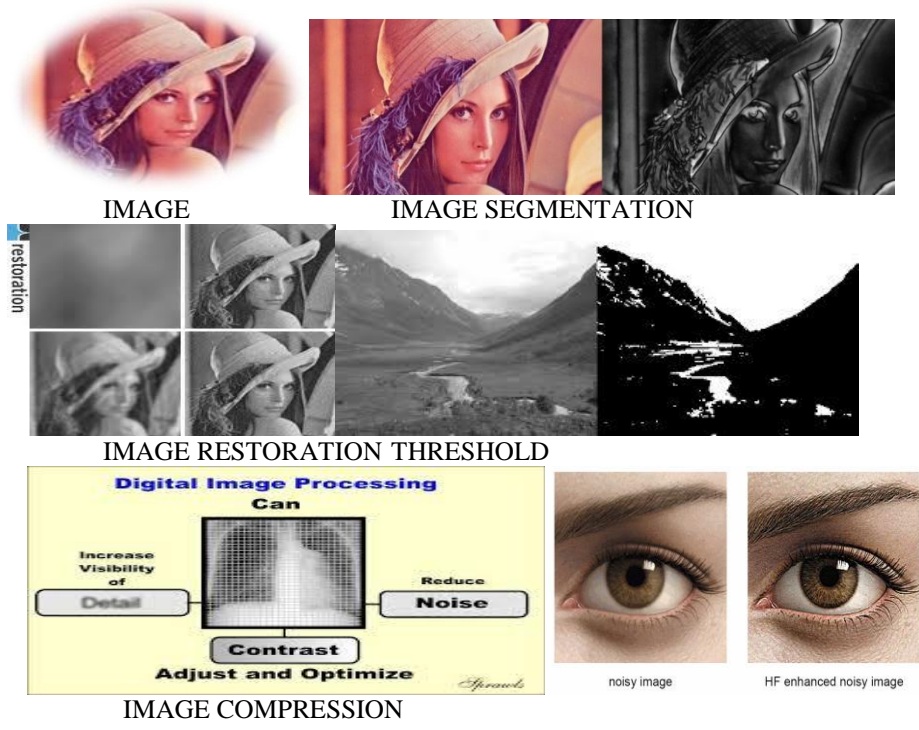 IMAGE
IMAGE SEGMENTATION
restoration
IMAGE RESTORATION THRESHOLD
Digital Image Processing
Can
Increase
Visibility
of
Detail
Reduce
Noise
Contrast
Adjust and Optimize
Sprawls
noisy image
HF enhanced noisy image
IMAGE COMPRESSION